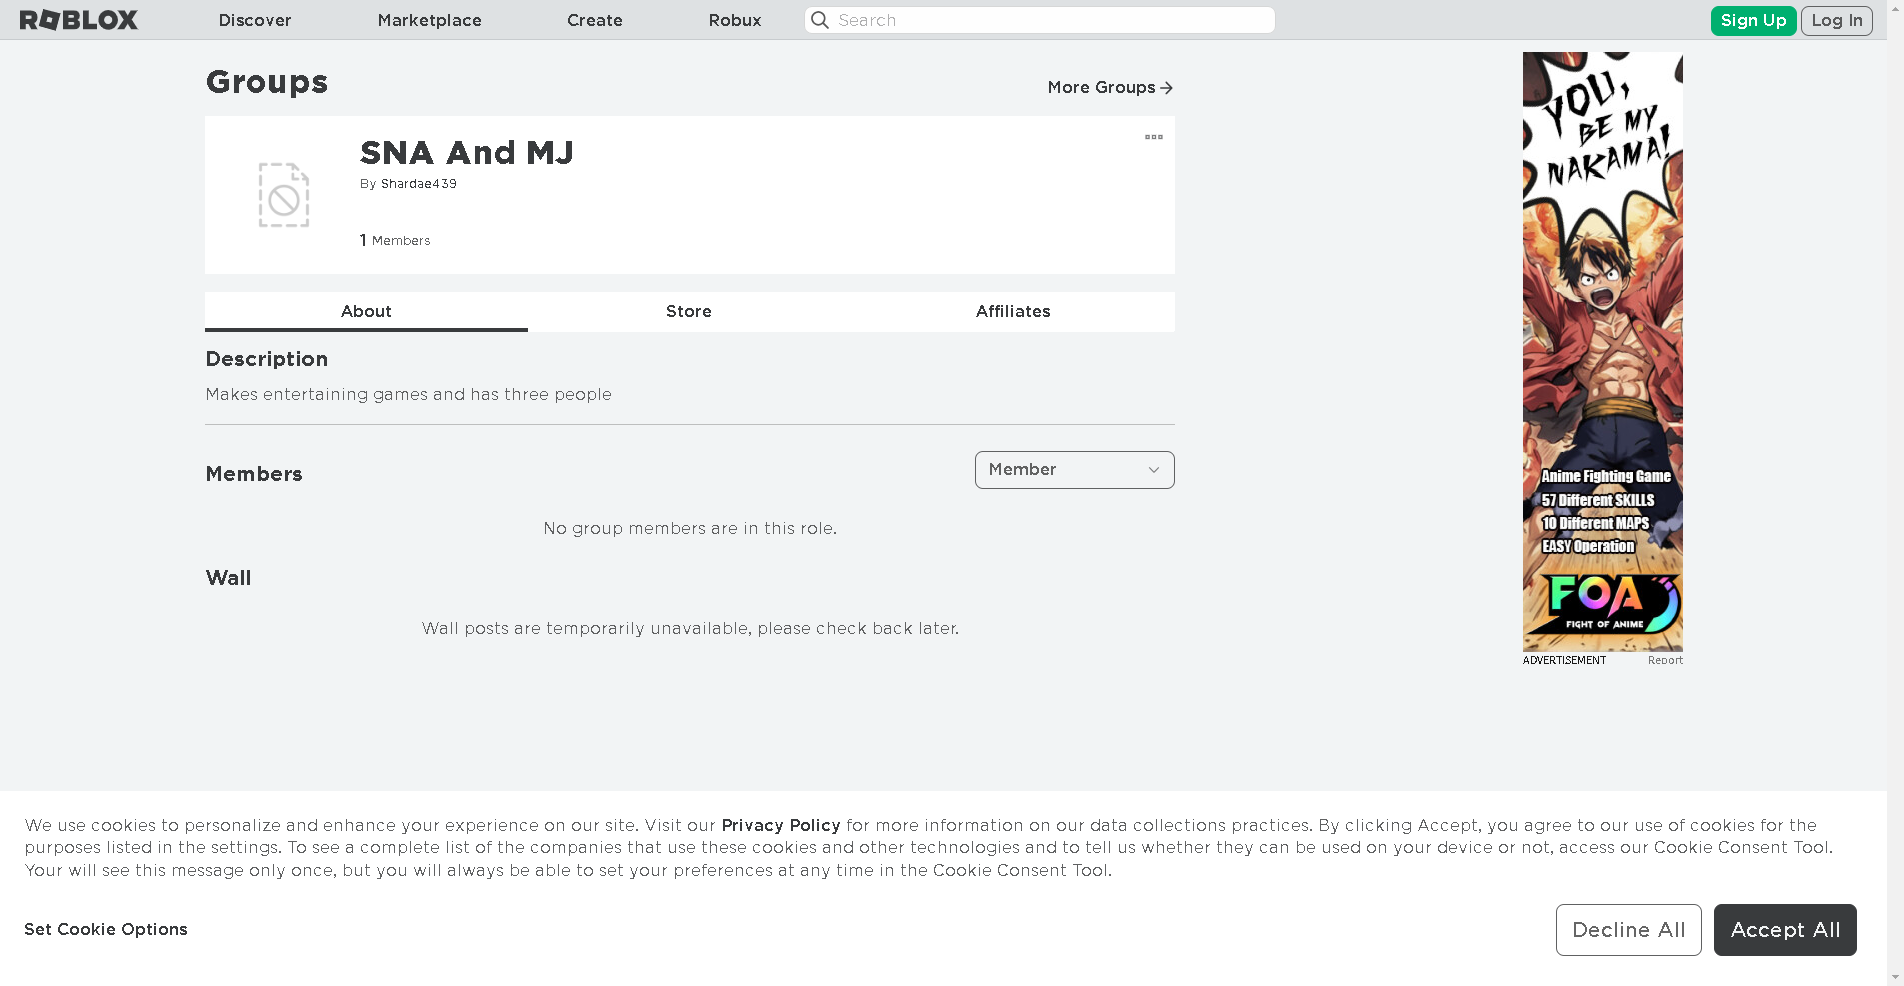 ROBLOX
Discover
Marketplace
Create
Robux
Search
Sign Up
Log In
Groups
More Groups
SNA And MJ
By Shardae439
1 Members
About
Store
Affiliates
Description
Makes entertaining games and has three people
Members
Member
No group members are in this role.
Wall
Wall posts are temporarily unavailable, please check back later.
YOU,
BE MY
NAKAMA!
Anime Fighting Game
57 Different SKILLS
10 Different MAPS
EASY Operation
FOA
FIGHT OF ANIME
ADVERTISEMENT
Report
We use cookies to personalize and enhance your experience on our site. Visit our Privacy Policy for more information on our data collections practices. By clicking Accept, you agree to our use of cookies for the
purposes listed in the settings. To see a complete list of the companies that use these cookies and other technologies and to tell us whether they can be used on your device or not, access our Cookie Consent Tool.
Your will see this message only once, but you will always be able to set your preferences at any time in the Cookie Consent Tool.
Set Cookie Options
Decline All
Accept All